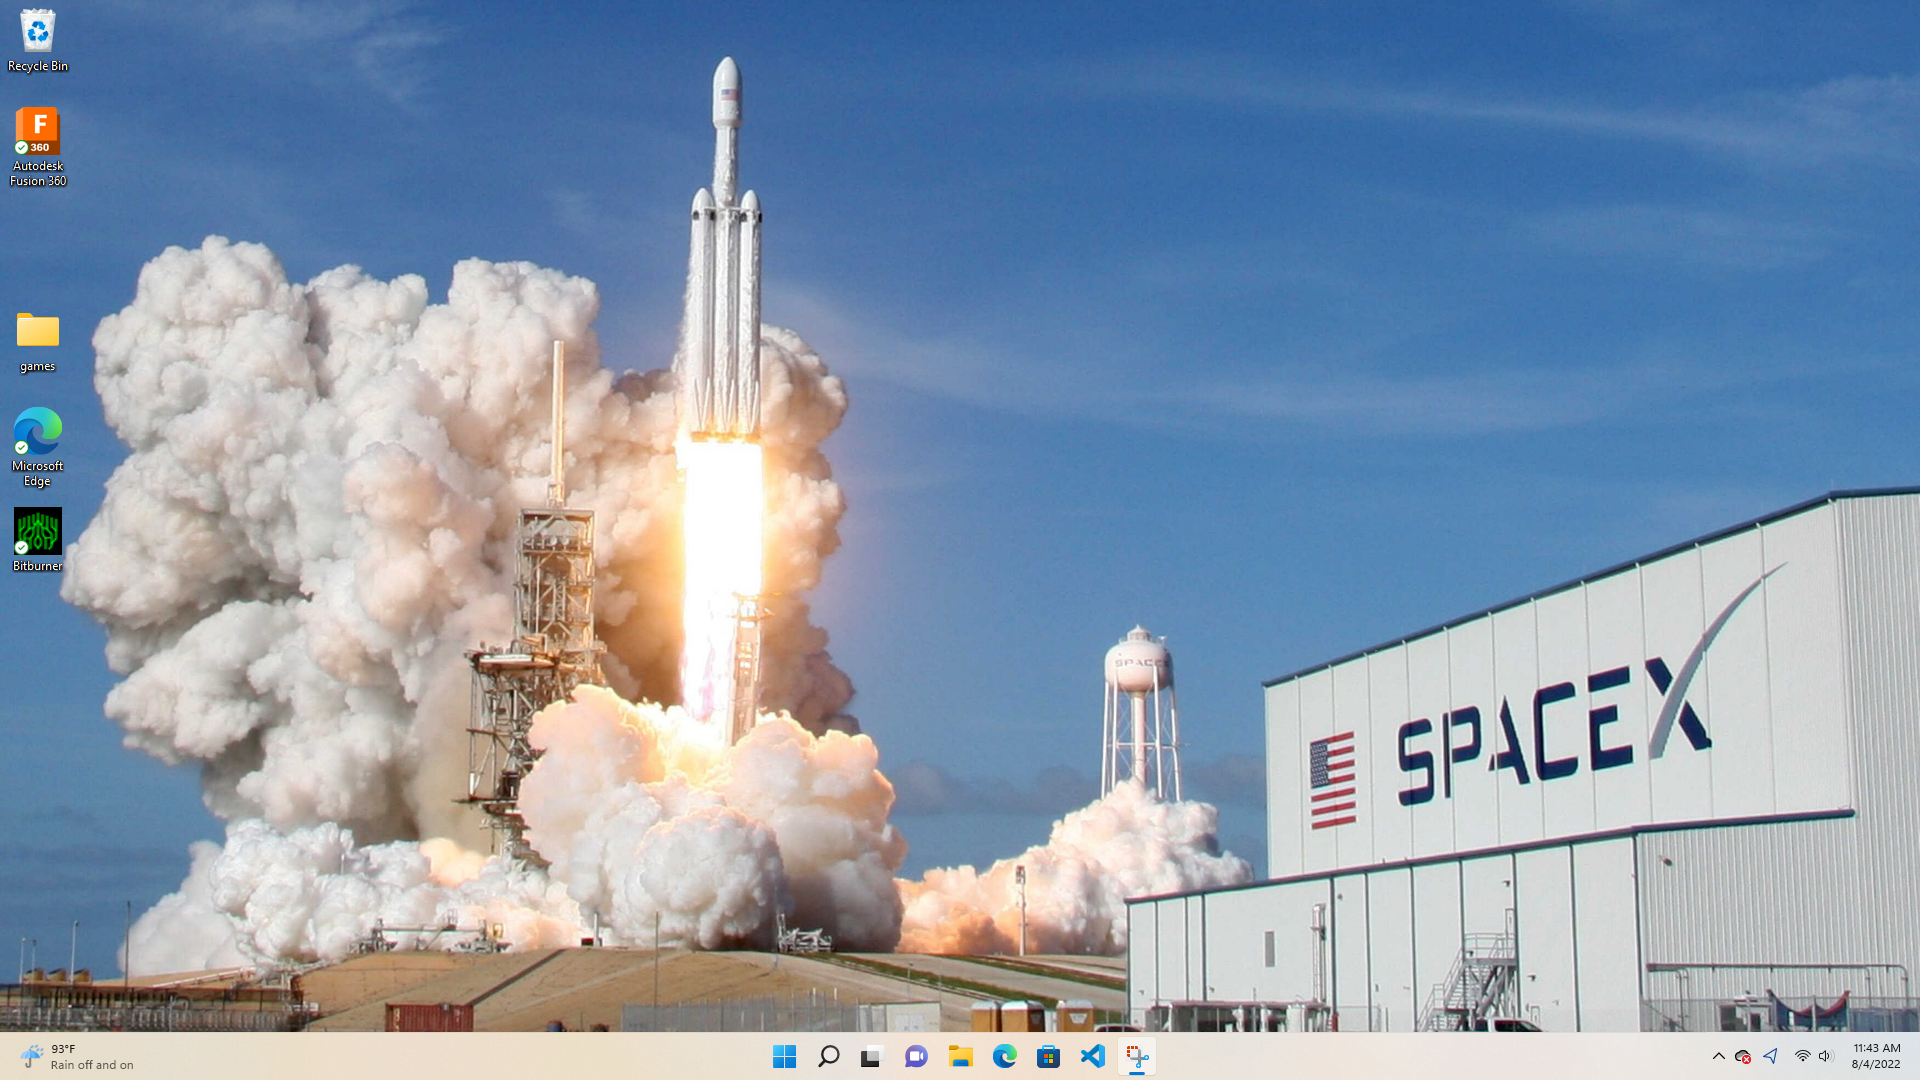 Recycle Bin
F
360
Autodesk
Fusion 360
games
Microsoft
Edge
Bitburner
SPACEX
SPACEX
93°F
Rain off and on
11:43 AM
8/4/2022